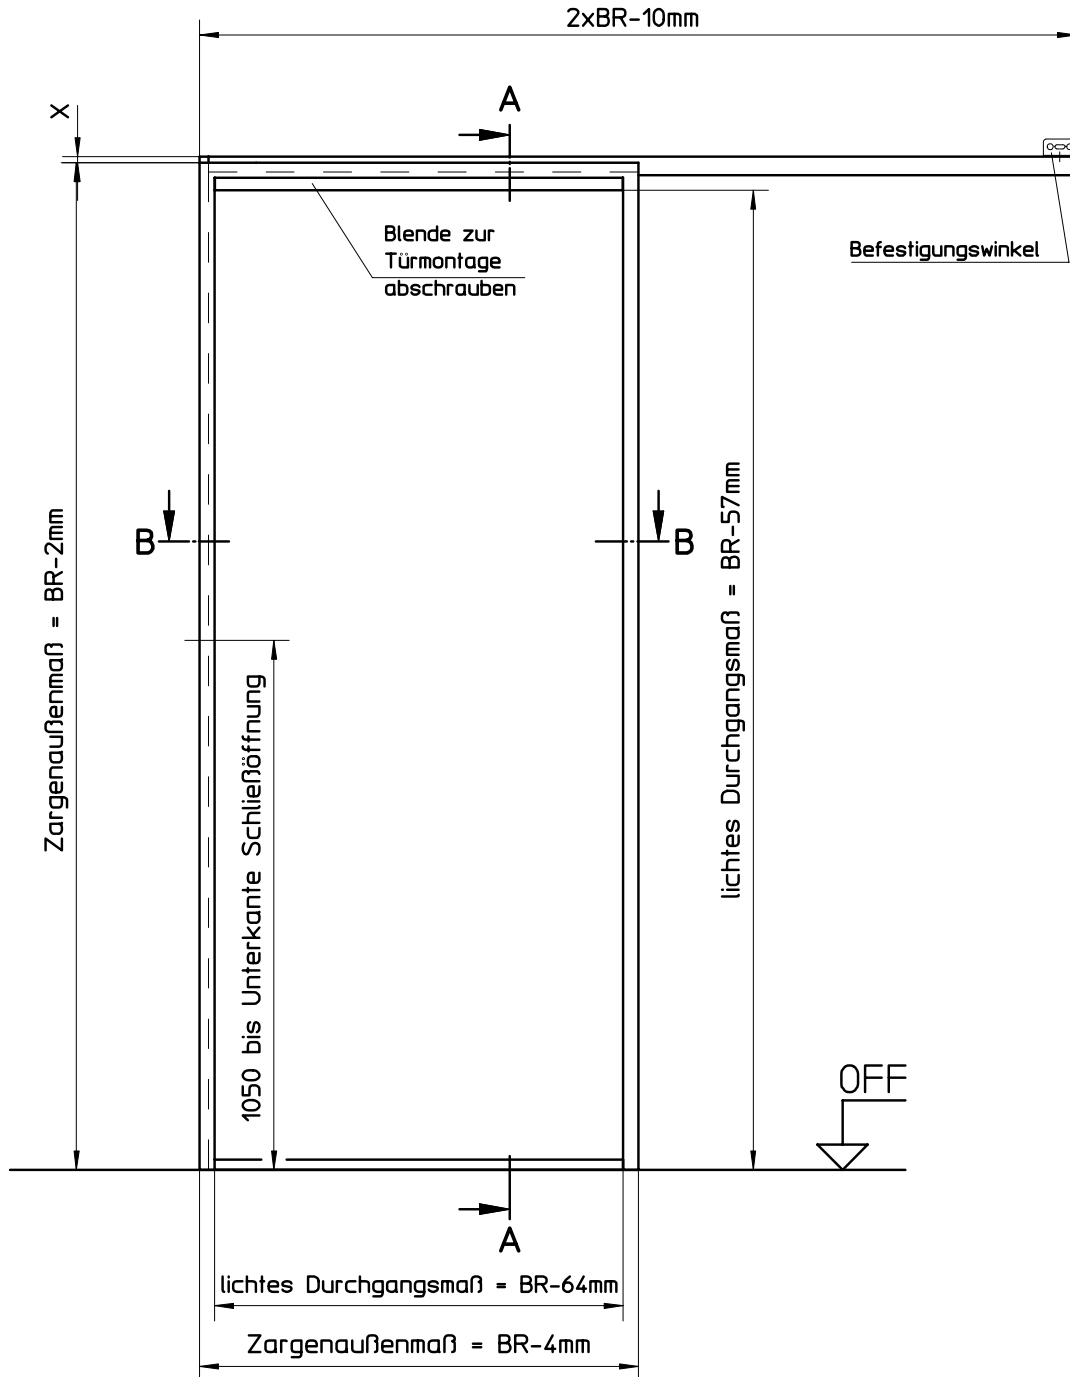 2xBR-10mm
X
A
Blende zur
Türmontage
abschrauben
Befestigungswinkel
B
B
Zargenaußenmaß = BR-2mm
lichtes Durchgangsmaß = BR-57mm
1050 bis Unterkante Schließöffnung
OFF
A
lichtes Durchgangsmaß = BR-64mm
Zargenaußenmaß = BR-4mm